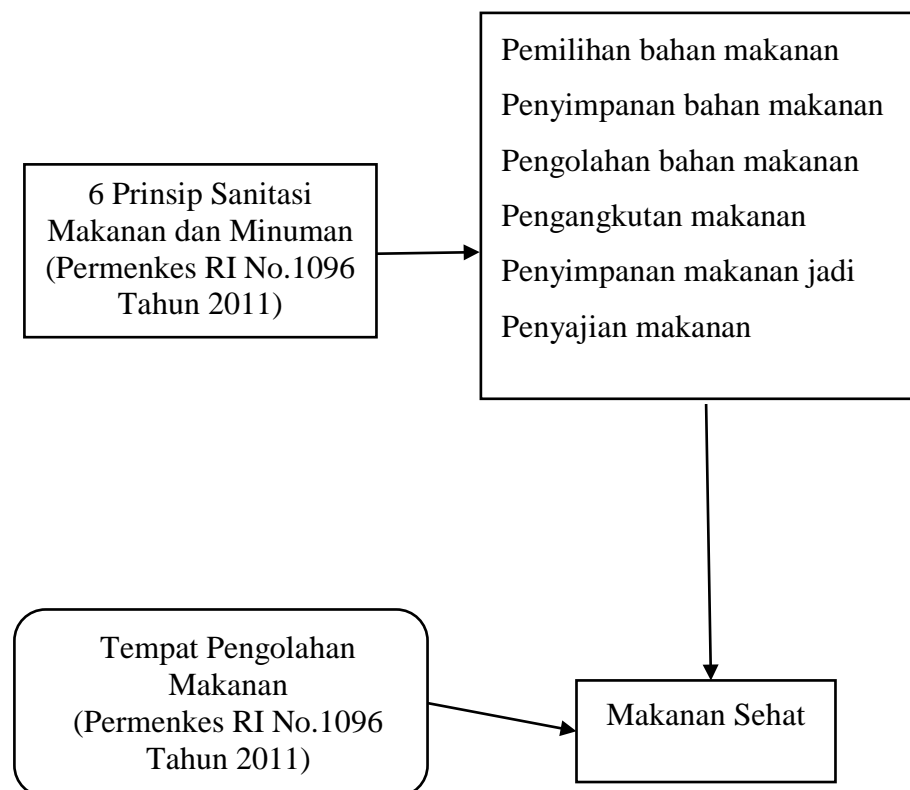 6 Prinsip Sanitasi
Makanan dan Minuman
(Permenkes RI No.1096
Tahun 2011)
Pemilihan bahan makanan
Penyimpanan bahan makanan
Pengolahan bahan makanan
Pengangkutan makanan
Penyimpanan makanan jadi
Penyajian makanan
Tempat Pengolahan
Makanan
(Permenkes RI No.1096
Tahun 2011)
Makanan Sehat